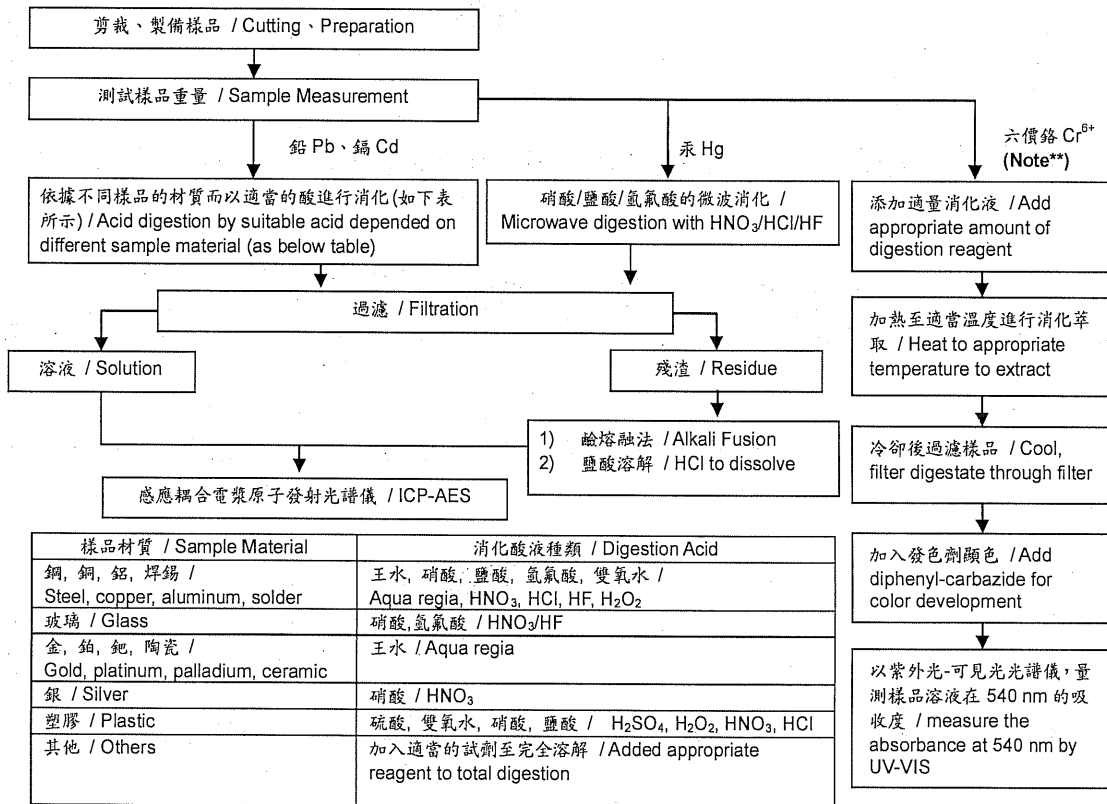 剪裁、製備樣品 / Cutting、Preparation
測試樣品重量 / Sample Measurement
鉛 Pb、鎘 Cd
汞 Hg
六價鉻 Cr⁶⁺
(Note**)
依據不同樣品的材質而以適當的酸進行消化(如下表
所示) / Acid digestion by suitable acid depended on
different sample material (as below table)
硝酸/鹽酸/氫氟酸的微波消化 /
Microwave digestion with HNO₃/HCl/HF
添加適量消化液 / Add
appropriate amount of
digestion reagent
過濾 / Filtration
加熱至適當溫度進行消化萃
取 / Heat to appropriate
temperature to extract
溶液 / Solution
殘渣 / Residue
1) 鹼熔融法 / Alkali Fusion
2) 鹽酸溶解 / HCl to dissolve
冷卻後過濾樣品 / Cool,
filter digestate through filter
感應耦合電漿原子發射光譜儀 / ICP-AES
加入發色劑顯色 / Add
diphenyl-carbazide for
color development
以紫外光-可見光光譜儀,量
測樣品溶液在 540 nm 的吸
收度 / measure the
absorbance at 540 nm by
UV-VIS
樣品材質 / Sample Material
消化酸液種類 / Digestion Acid
鋼, 銅, 鋁, 焊錫 /
Steel, copper, aluminum, solder
王水, 硝酸, 鹽酸, 氫氟酸, 雙氧水 /
Aqua regia, HNO₃, HCl, HF, H₂O₂
玻璃 / Glass
硝酸,氫氟酸 / HNO₃/HF
金, 鉑, 鈀, 陶瓷 /
Gold, platinum, palladium, ceramic
王水 / Aqua regia
銀 / Silver
硝酸 / HNO₃
塑膠 / Plastic
硫酸, 雙氧水, 硝酸, 鹽酸 / H₂SO₄, H₂O₂, HNO₃, HCl
其他 / Others
加入適當的試劑至完全溶解 / Added appropriate
reagent to total digestion